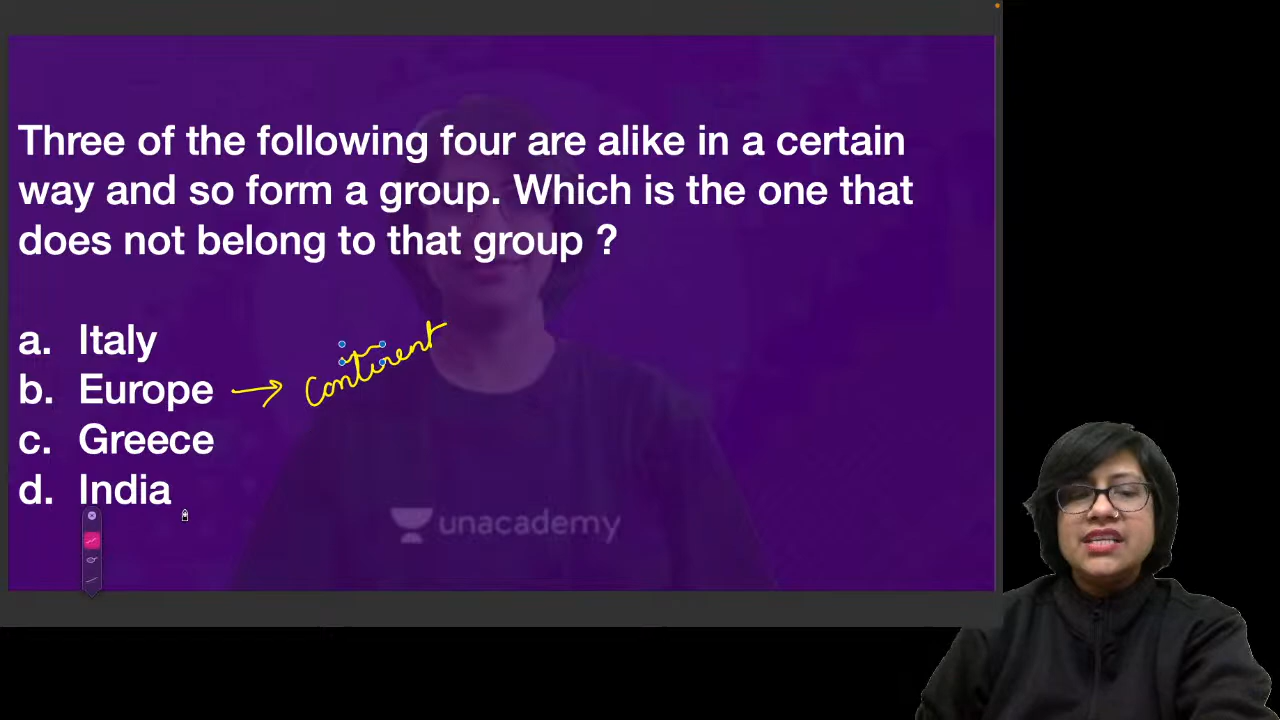 Three of the following four are alike in a certain
way and so form a group. Which is the one that
does not belong to that group ?
a. Italy
b. Europe → continent
c. Greece
d. India
unacademy